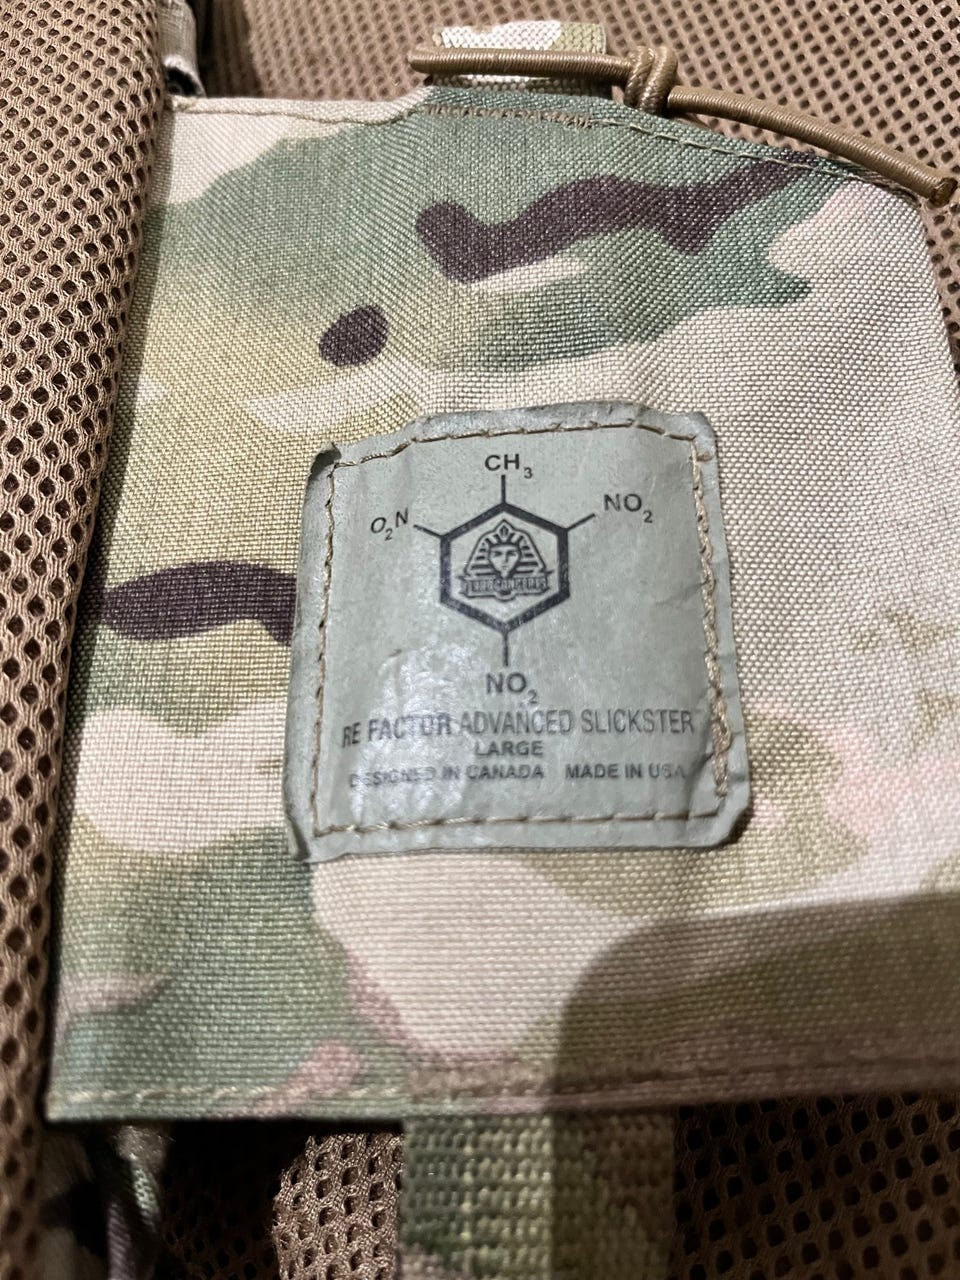 CH3
O2N NO2
NO2
RE FACTOR ADVANCED SLICKSTER
LARGE
DESIGNED IN CANADA MADE IN USA